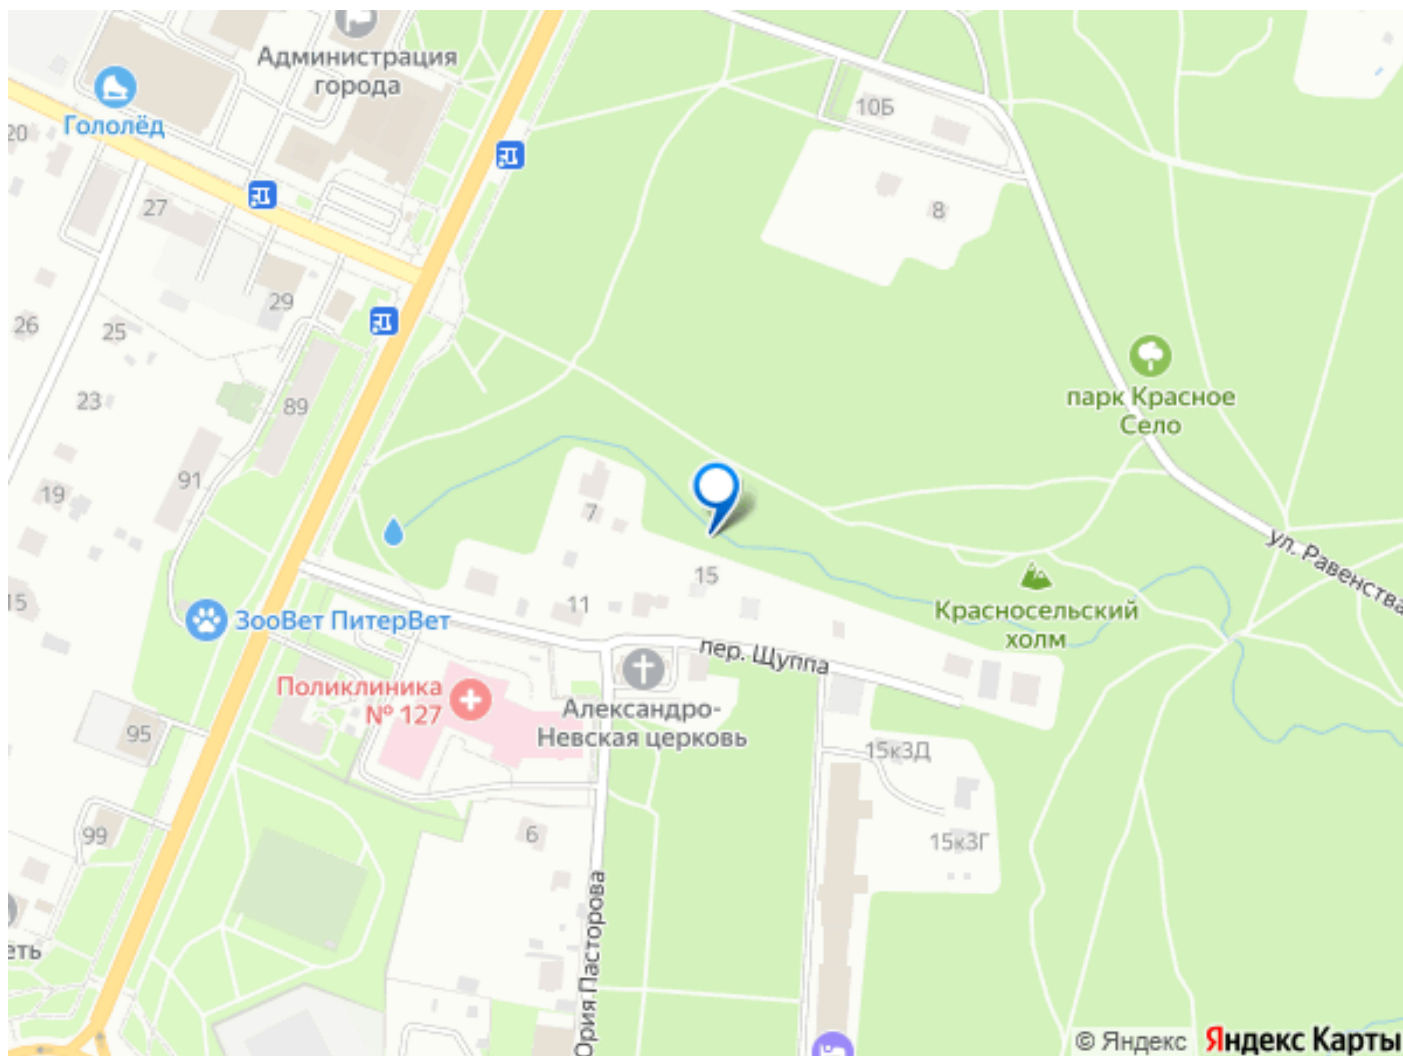 Администрация
города
Гололёд
20
10Б
27
8
29
26
25
парк Красное
Село
23
89
91
19
7
ул. Равенства
15
15
11
Красносельский
холм
ЗооВет ПитерВет
пер. Щуппа
Поликлиника
№ 127
Александро-
Невская церковь
95
15к3Д
99
6
15к3Г
Юрия Пасторова
еть
© Яндекс Яндекс Карты